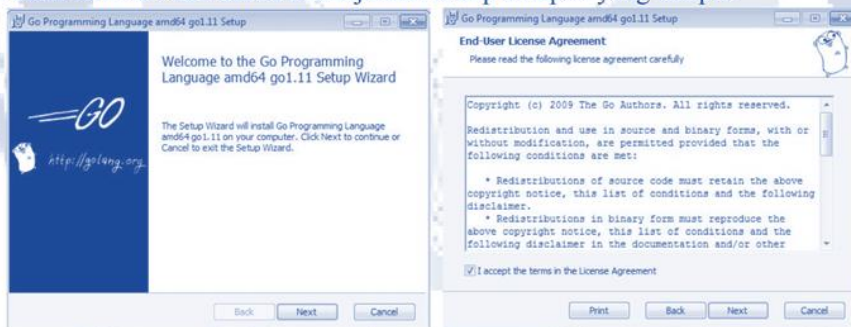 Go Programming Language amd64 go1.11 Setup
Welcome to the Go Programming
Language amd64 go1.11 Setup Wizard
The Setup Wizard will install Go Programming Language
amd64 go1.11 on your computer. Click Next to continue or
Cancel to exit the Setup Wizard.
GO
http://golang.org
Back Next Cancel
Go Programming Language amd64 go1.11 Setup
End-User License Agreement
Please read the following license agreement carefully
Copyright (c) 2009 The Go Authors. All rights reserved.
Redistribution and use in source and binary forms, with or
without modification, are permitted provided that the
following conditions are met:
* Redistributions of source code must retain the above
copyright notice, this list of conditions and the following
disclaimer.
* Redistributions in binary form must reproduce the
above copyright notice, this list of conditions and the
following disclaimer in the documentation and/or other
I accept the terms in the License Agreement
Print Back Next Cancel